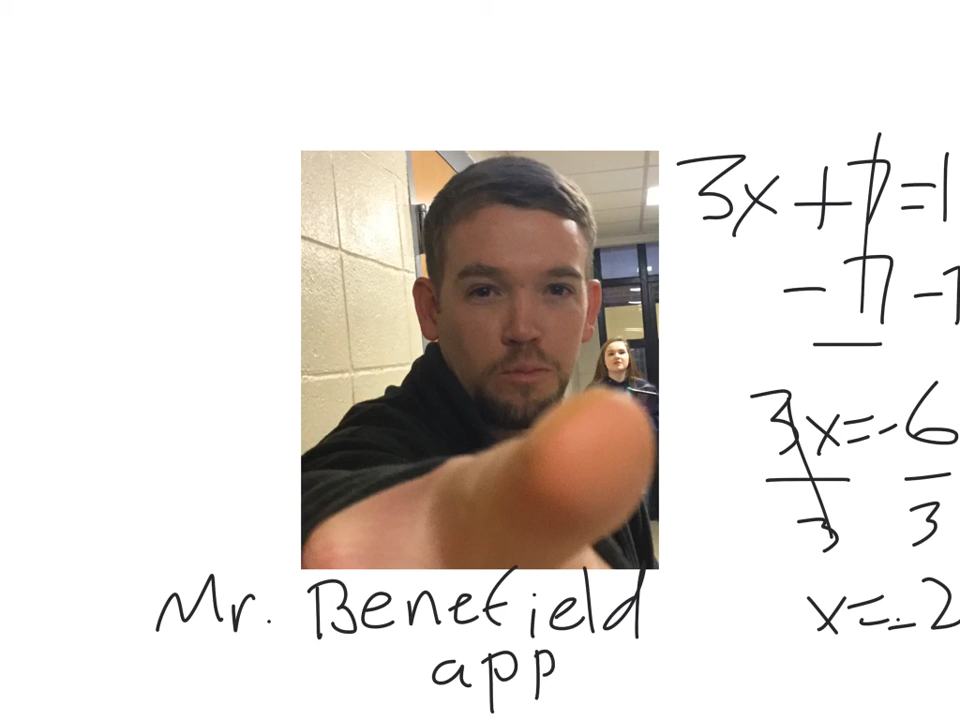 3x + 7 = 1
- 7 - 7
3x = - 6
3 3
x = - 2
Mr. Benefield
app